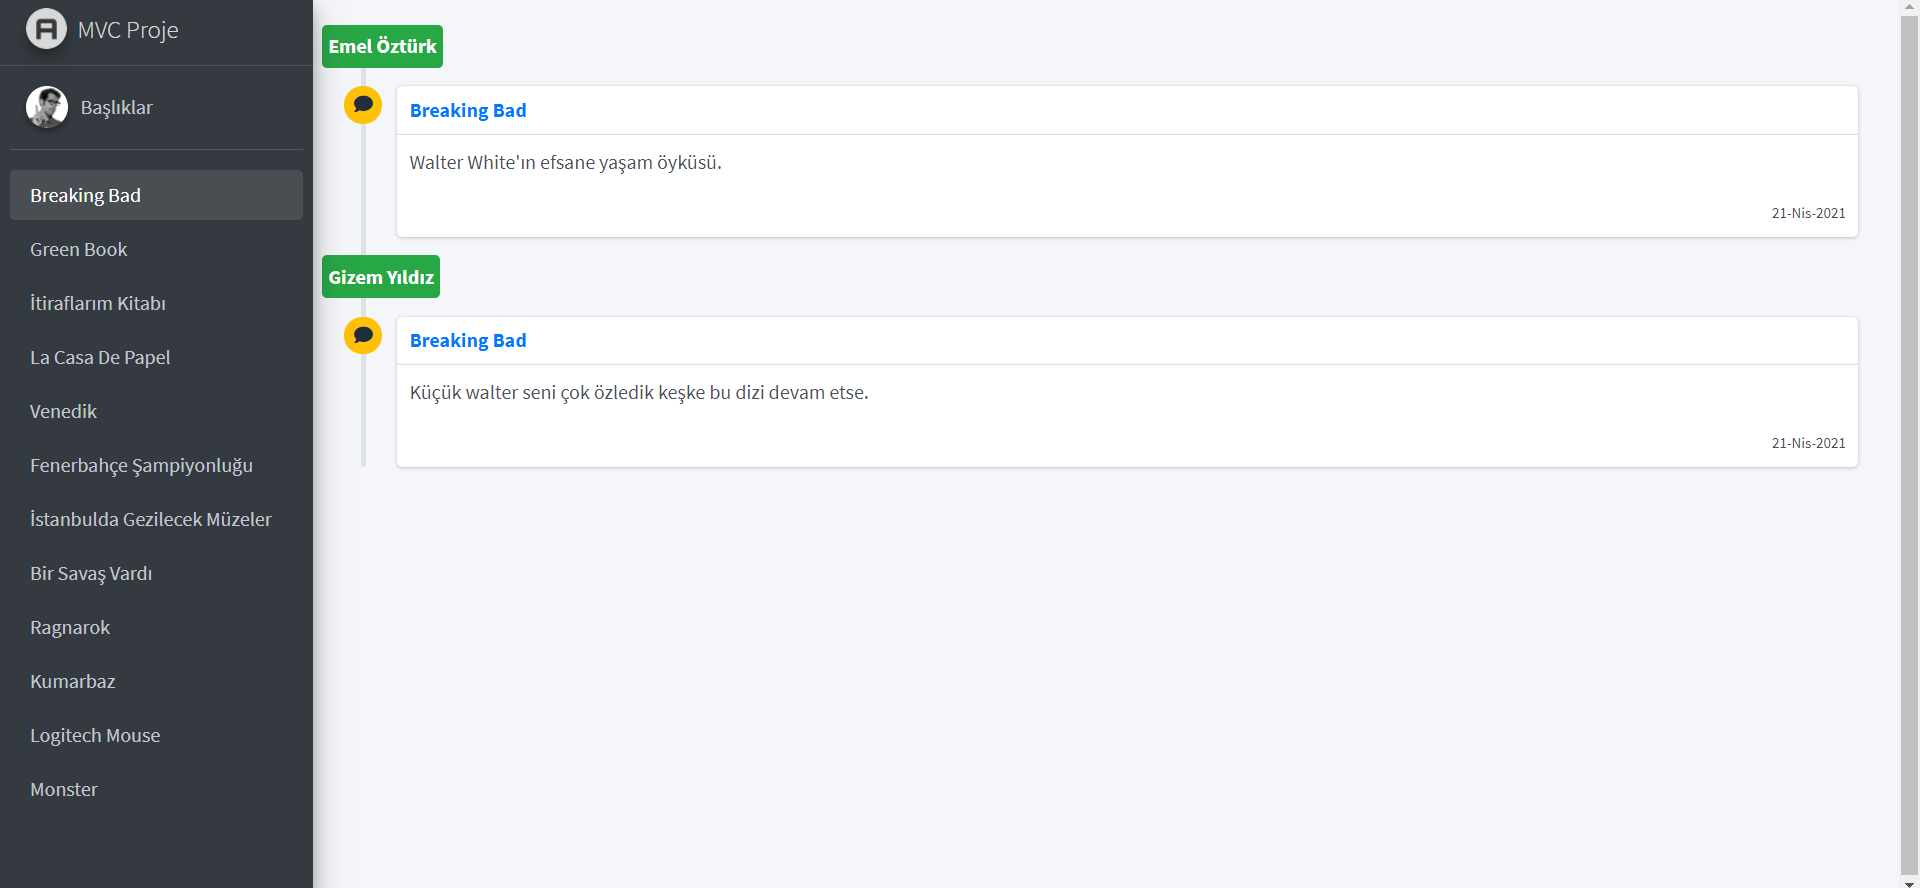 MVC Proje
Başlıklar
Breaking Bad
Green Book
İtiraflarım Kitabı
La Casa De Papel
Venedik
Fenerbahçe Şampiyonluğu
İstanbulda Gezilecek Müzeler
Bir Savaş Vardı
Ragnarok
Kumarbaz
Logitech Mouse
Monster
Emel Öztürk
Breaking Bad
Walter White'ın efsane yaşam öyküsü.
21-Nis-2021
Gizem Yıldız
Breaking Bad
Küçük walter seni çok özledik keşke bu dizi devam etse.
21-Nis-2021